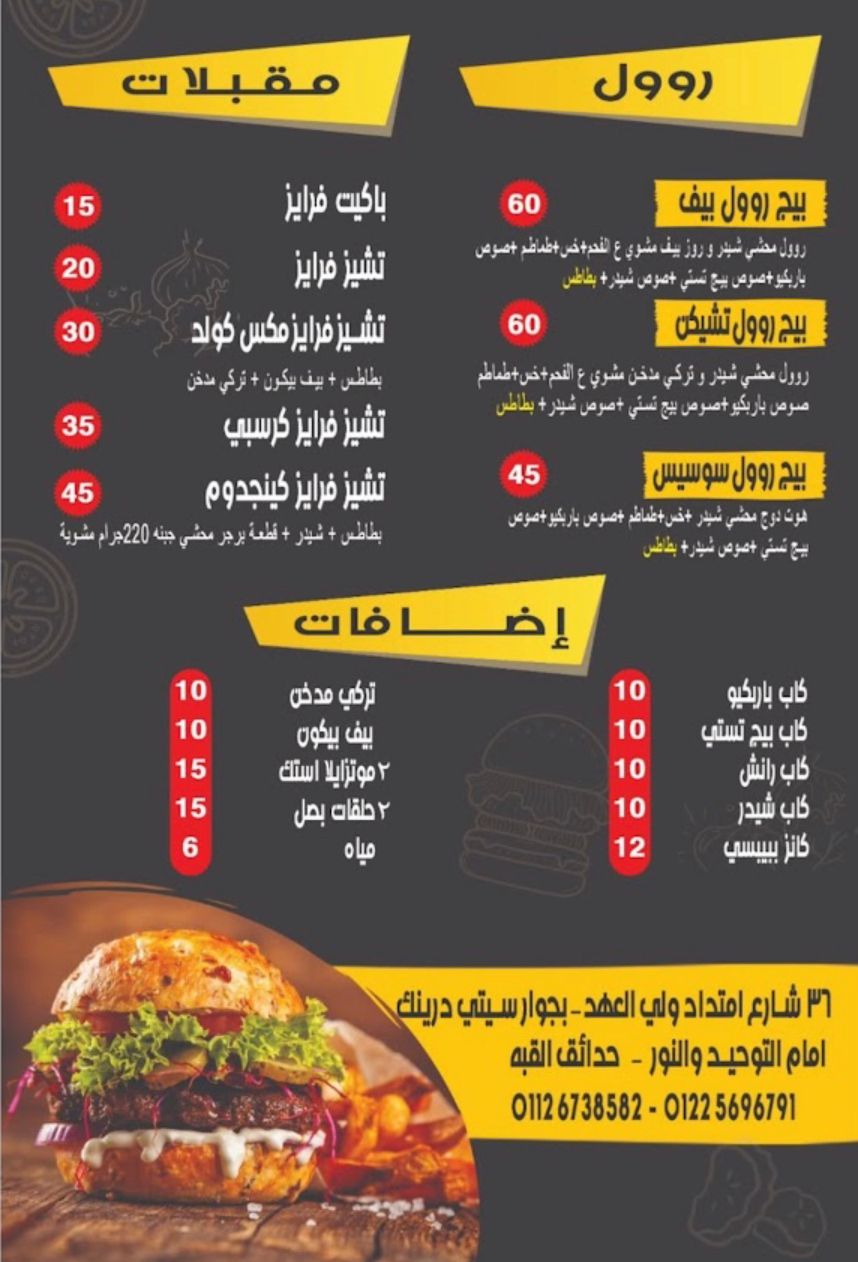 روول
بيج روول بيف 60
روول محشي شيدر و روز بيف مشوي ع الفحم+خس+طماطم +صوص
باربكيو+صوص بيج تستي +صوص شيدر+ بطاطس
بيج روول تشيكن 60
روول محشي شيدر و تركي مدخن مشوي ع الفحم+خس+طماطم
صوص باربكيو+صوص بيج تستي +صوص شيدر+ بطاطس
بيج روول سوسيس 45
هوت دوج محشي شيدر +خس+طماطم +صوص باربكيو+صوص
بيج تستي +صوص شيدر+ بطاطس
مقبلات
باكيت فرايز 15
تشيز فرايز 20
تشيز فرايز مكس كولد 30
بطاطس + بيف بيكون + تركي مدخن
تشيز فرايز كرسبي 35
تشيز فرايز كينجدوم 45
بطاطس + شيدر + قطعة برجر محشي جبنه 220جرام مشوية
إضافات
كاب باربكيو 10
كاب بيج تستي 10
كاب رانش 10
كاب شيدر 10
كانز بيبسي 12
تركي مدخن 10
بيف بيكون 10
٢ موتزايلا استك 15
٢ حلقات بصل 15
مياه 6
٣٦ شارع امتداد ولي العهد - بجوار سيتي درينك
امام التوحيد والنور - حدائق القبه
01126738582 - 01225696791